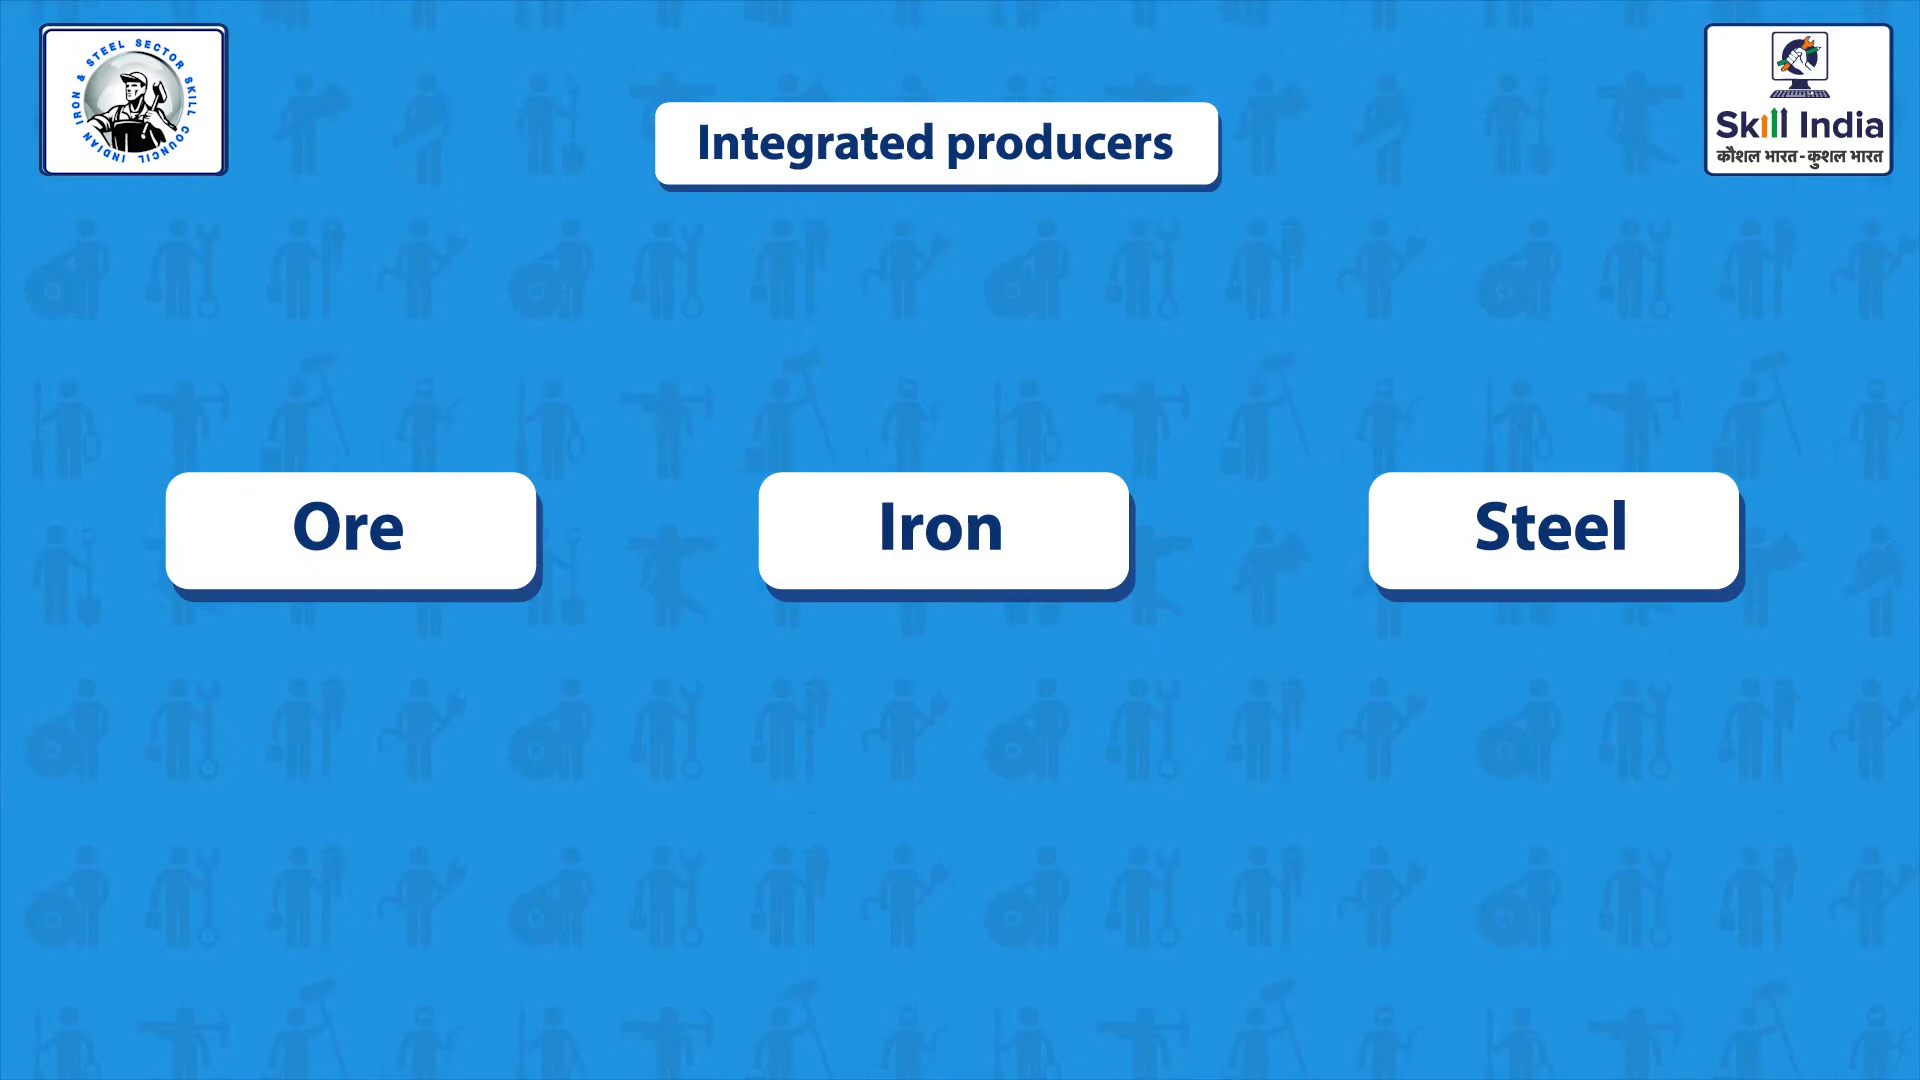 INDIAN IRON & STEEL SECTOR SKILL COUNCIL
Skill India
कौशल भारत - कुशल भारत
Integrated producers
Ore
Iron
Steel